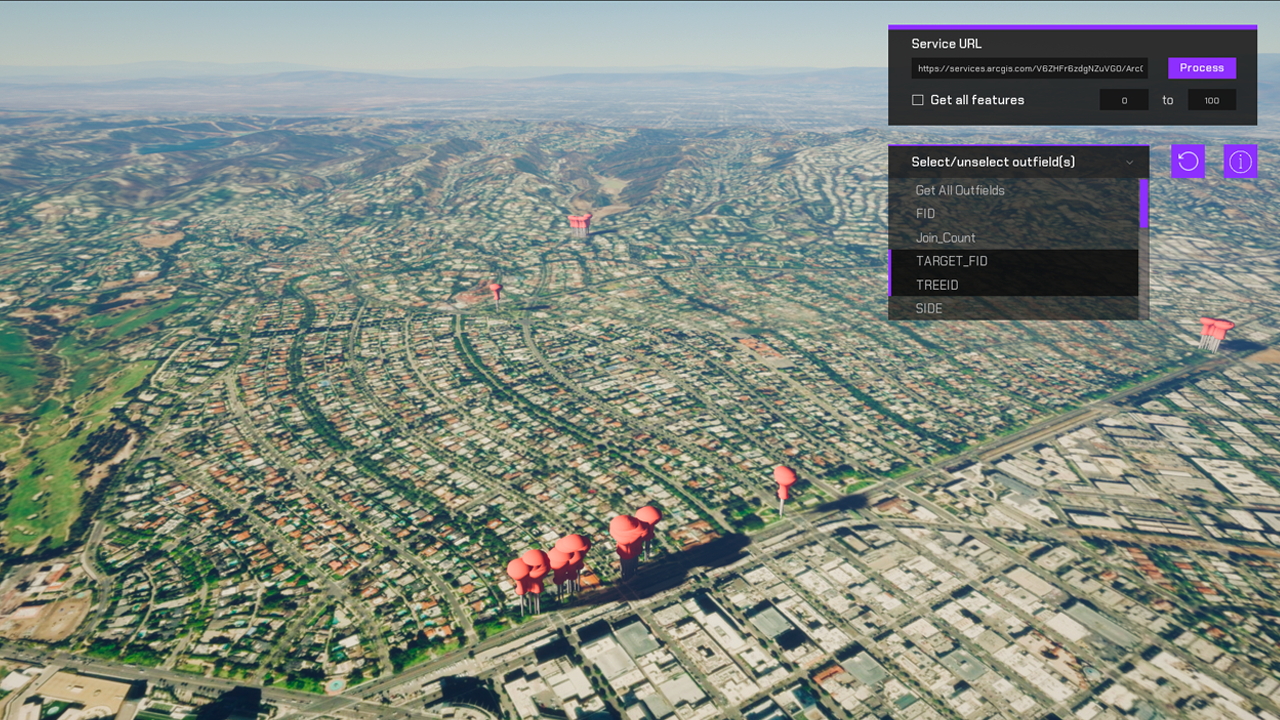 Service URL
https://services.arcgis.com/V6ZHFr6zdgNZuVG0/Arc
Process
Get all features
0 to 100
Select/unselect outfield(s)
Get All Outfields
FID
Join_Count
TARGET_FID
TREEID
SIDE